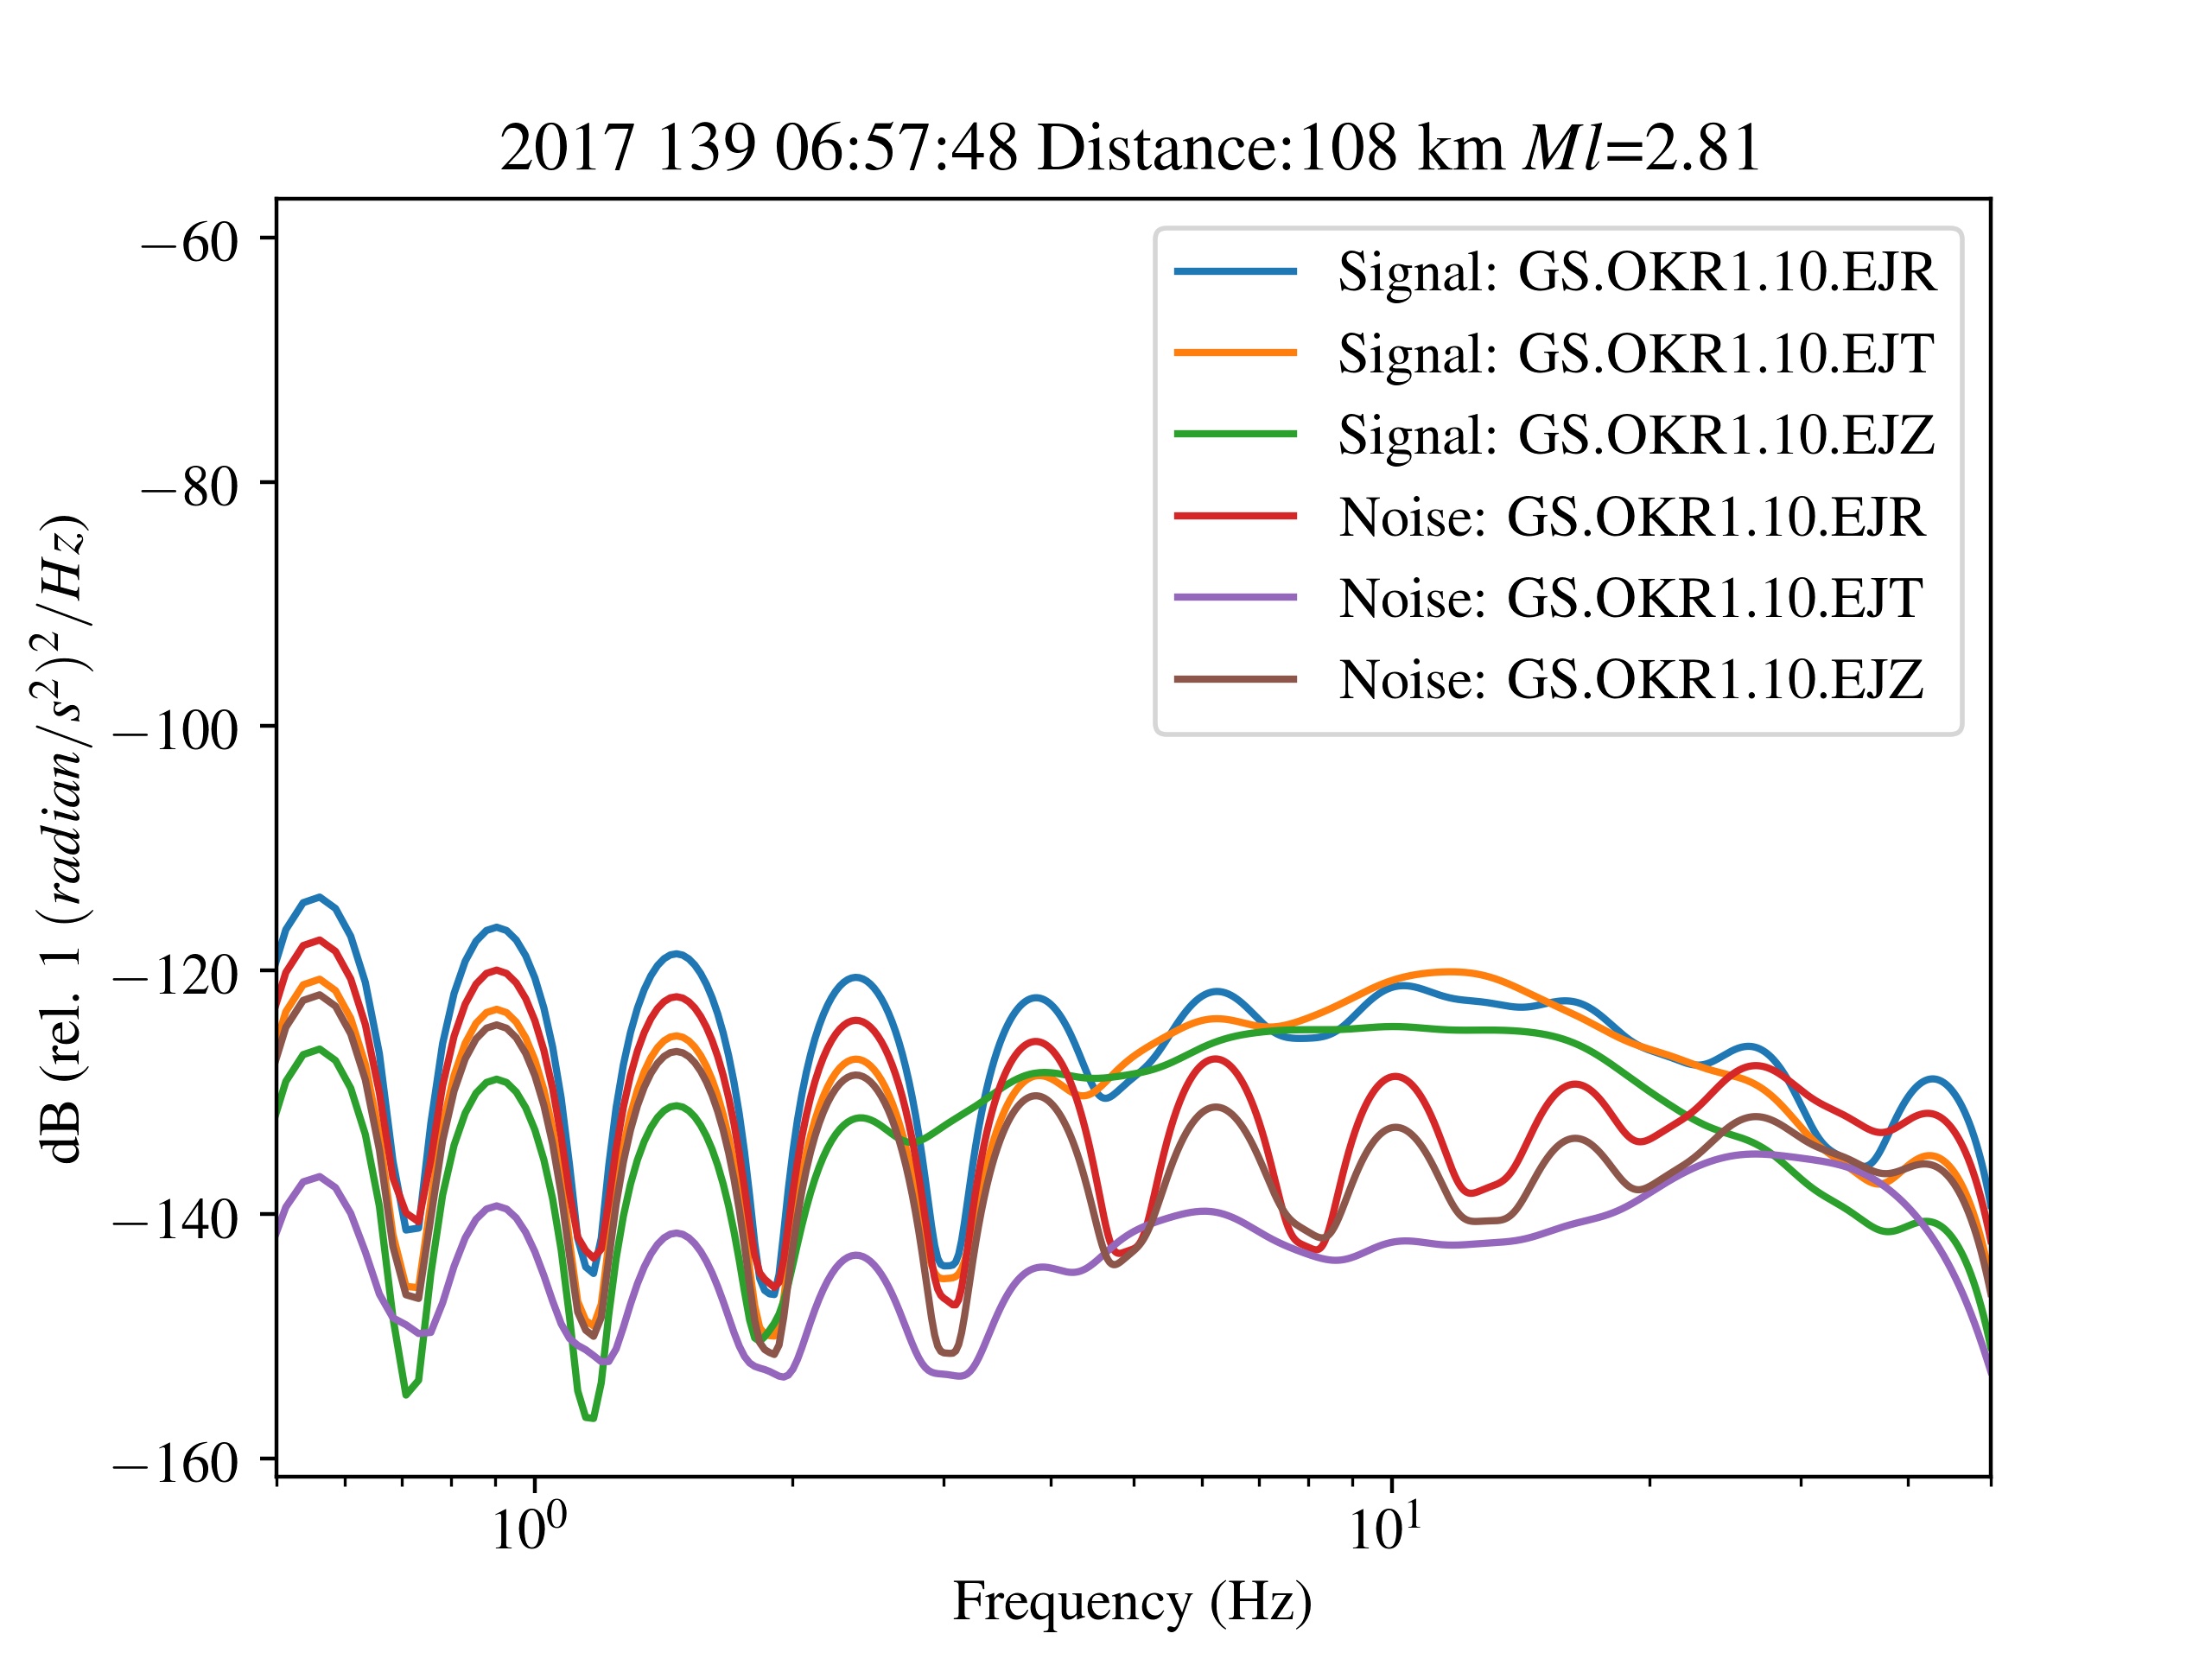 2017 139 06:57:48 Distance:108 km Ml=2.81
dB (rel. 1 (radian/s²)²/Hz)
−60
−80
−100
−120
−140
−160
Signal: GS.OKR1.10.EJR
Signal: GS.OKR1.10.EJT
Signal: GS.OKR1.10.EJZ
Noise: GS.OKR1.10.EJR
Noise: GS.OKR1.10.EJT
Noise: GS.OKR1.10.EJZ
10⁰ 10¹
Frequency (Hz)